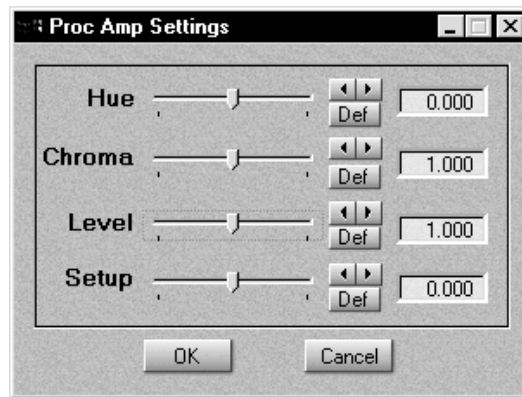 Proc Amp Settings
Hue
Def
0.000
Chroma
Def
1.000
Level
Def
1.000
Setup
Def
0.000
OK
Cancel